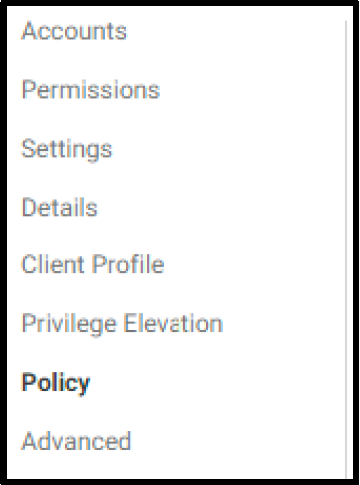 Accounts
Permissions
Settings
Details
Client Profile
Privilege Elevation
Policy
Advanced